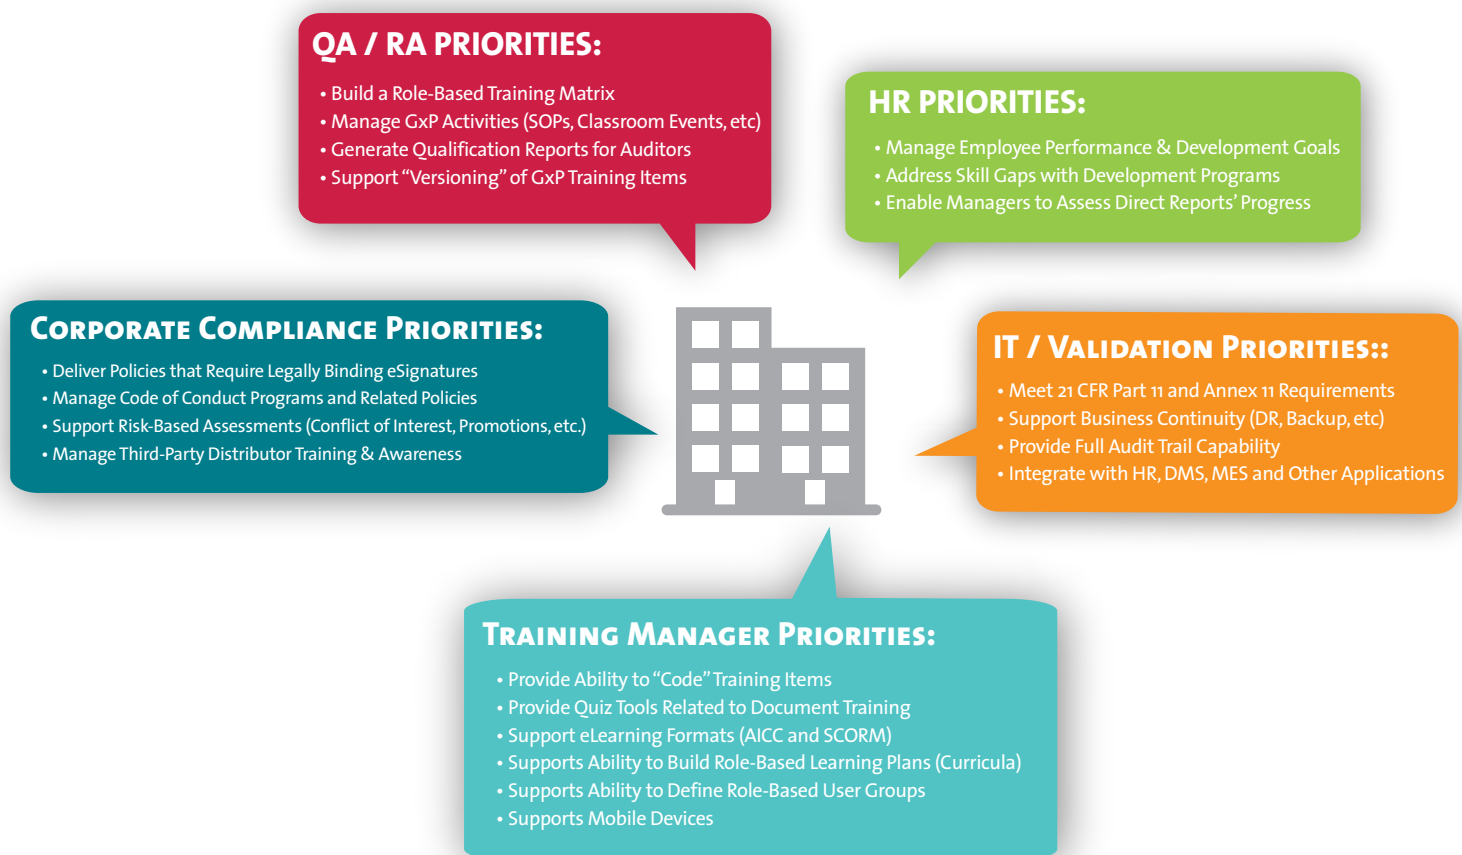 QA / RA PRIORITIES:
• Build a Role-Based Training Matrix
• Manage GxP Activities (SOPs, Classroom Events, etc)
• Generate Qualification Reports for Auditors
• Support “Versioning” of GxP Training Items
HR PRIORITIES:
• Manage Employee Performance & Development Goals
• Address Skill Gaps with Development Programs
• Enable Managers to Assess Direct Reports’ Progress
Corporate Compliance Priorities:
• Deliver Policies that Require Legally Binding eSignatures
• Manage Code of Conduct Programs and Related Policies
• Support Risk-Based Assessments (Conflict of Interest, Promotions, etc.)
• Manage Third-Party Distributor Training & Awareness
IT / Validation Priorities::
• Meet 21 CFR Part 11 and Annex 11 Requirements
• Support Business Continuity (DR, Backup, etc)
• Provide Full Audit Trail Capability
• Integrate with HR, DMS, MES and Other Applications
Training Manager Priorities:
• Provide Ability to “Code” Training Items
• Provide Quiz Tools Related to Document Training
• Support eLearning Formats (AICC and SCORM)
• Supports Ability to Build Role-Based Learning Plans (Curricula)
• Supports Ability to Define Role-Based User Groups
• Supports Mobile Devices